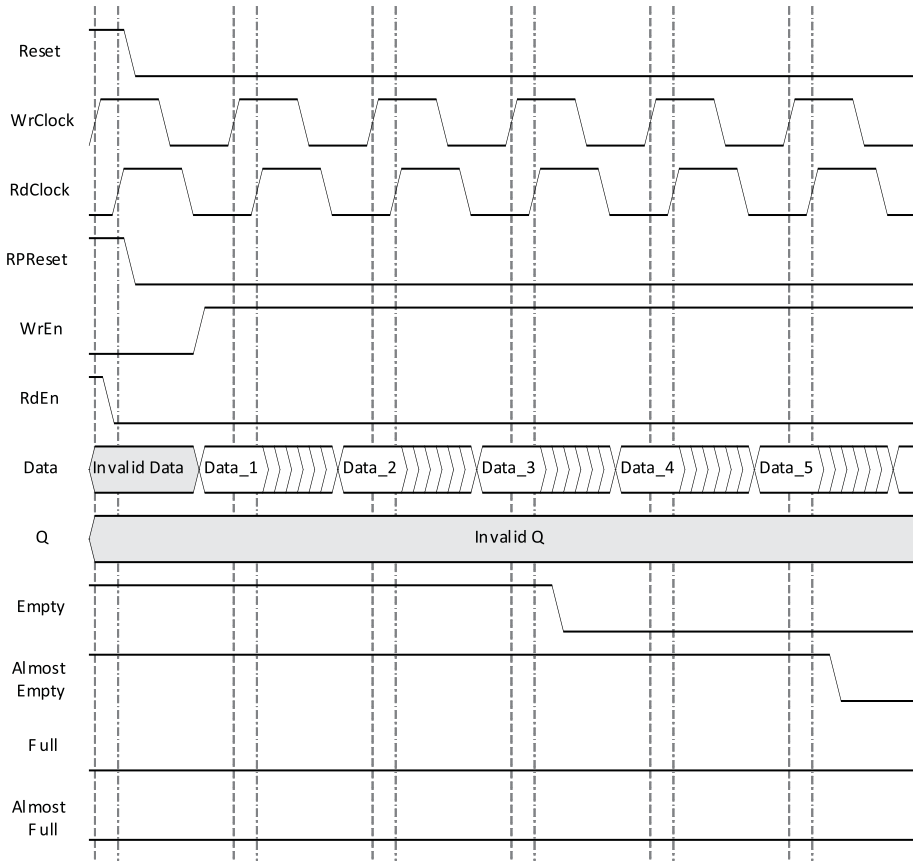 Reset
WrClock
RdClock
RPReset
WrEn
RdEn
Data
Invalid Data
Data_1
Data_2
Data_3
Data_4
Data_5
Q
Invalid Q
Empty
Almost
Empty
Full
Almost
Full